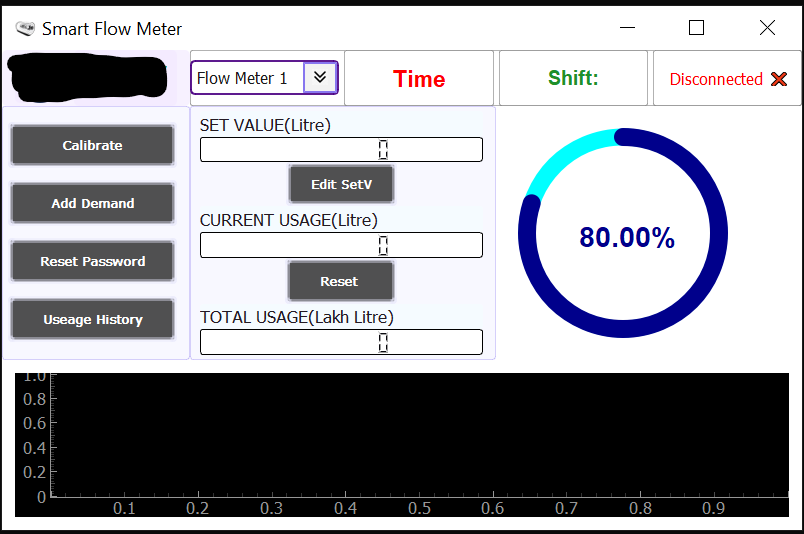 Smart Flow Meter
Flow Meter 1
Time
Shift:
Disconnected
Calibrate
Add Demand
Reset Password
Useage History
SET VALUE(Litre)
0
Edit SetV
CURRENT USAGE(Litre)
0
Reset
TOTAL USAGE(Lakh Litre)
0
80.00%
1.0
0.8
0.6
0.4
0.2
0
0.1 0.2 0.3 0.4 0.5 0.6 0.7 0.8 0.9